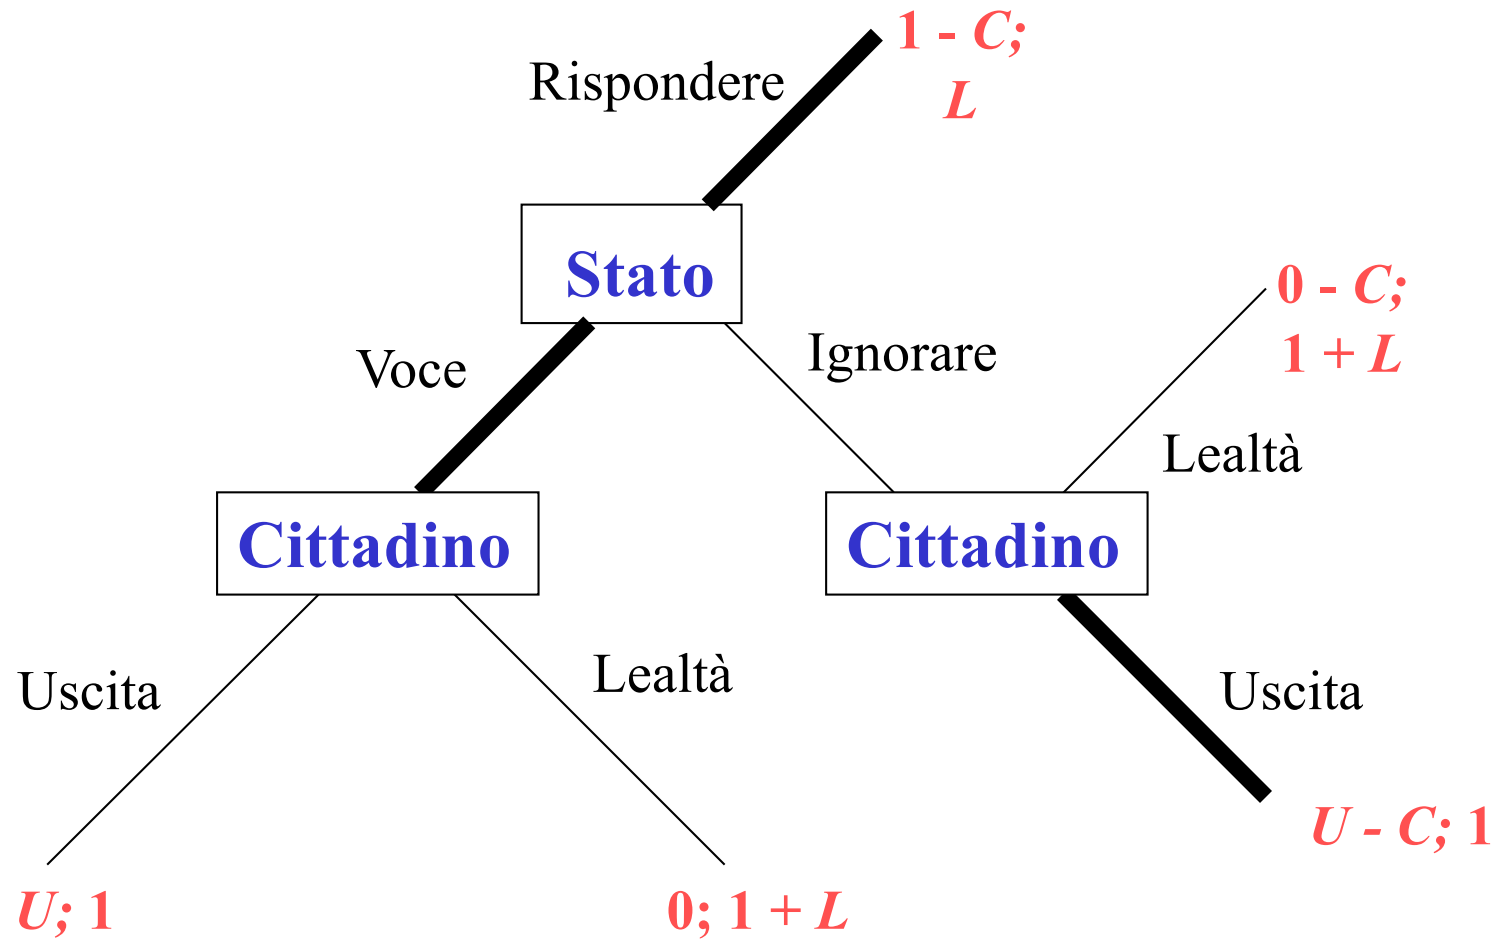 1 - C;
L
Rispondere
Stato
0 - C;
1 + L
Voce
Ignorare
Lealtà
Cittadino
Cittadino
Uscita
Lealtà
Uscita
U - C; 1
U; 1
0; 1 + L